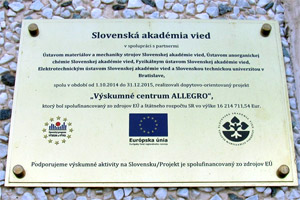 Slovenská akadémia vied
v spolupráci s partnermi
Ústavom materiálov a mechaniky strojov Slovenskej akadémie vied, Ústavom anorganickej
chémie Slovenskej akadémie vied, Fyzikálnym ústavom Slovenskej akadémie vied,
Elektrotechnickým ústavom Slovenskej akadémie vied a Slovenskou technickou univerzitou v
Bratislave,
spolu v období od 1.10.2014 do 31.12.2015, realizovali dopytovo-orientovaný projekt
„Výskumné centrum ALLEGRO",
ktorý bol spolufinancovaný zo zdrojov EÚ a štátneho rozpočtu SR vo výške 16 214 711,54 Eur.
Európska únia
Podporujeme výskumné aktivity na Slovensku/Projekt je spolufinancovaný zo zdrojov EÚ